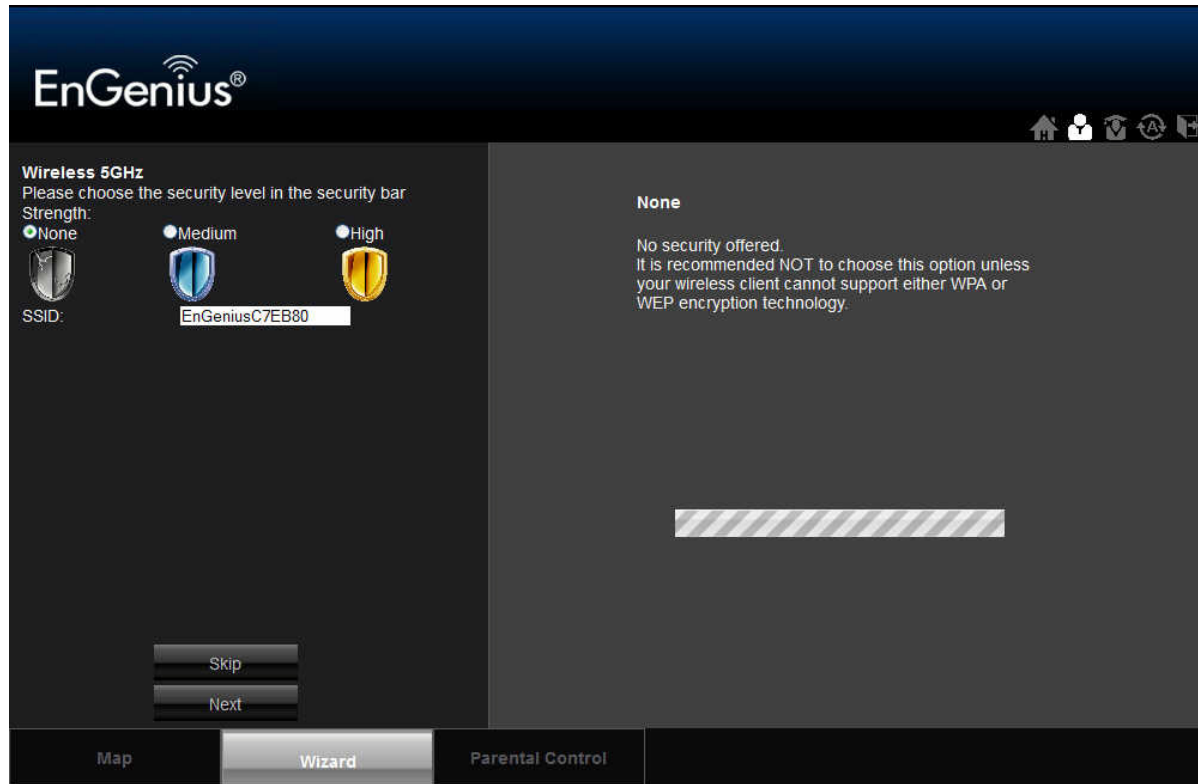 EnGenius®
Wireless 5GHz
Please choose the security level in the security bar
Strength:
None Medium High
SSID: EnGeniusC7EB80
Skip
Next
None
No security offered.
It is recommended NOT to choose this option unless
your wireless client cannot support either WPA or
WEP encryption technology.
Map Wizard Parental Control